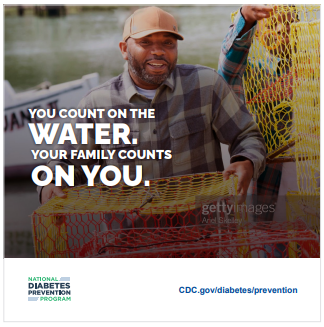 YOU COUNT ON THE
WATER.
YOUR FAMILY COUNTS
ON YOU.
gettyimages
NATIONAL
DIABETES
PREVENTION
PROGRAM
CDC.gov/diabetes/prevention